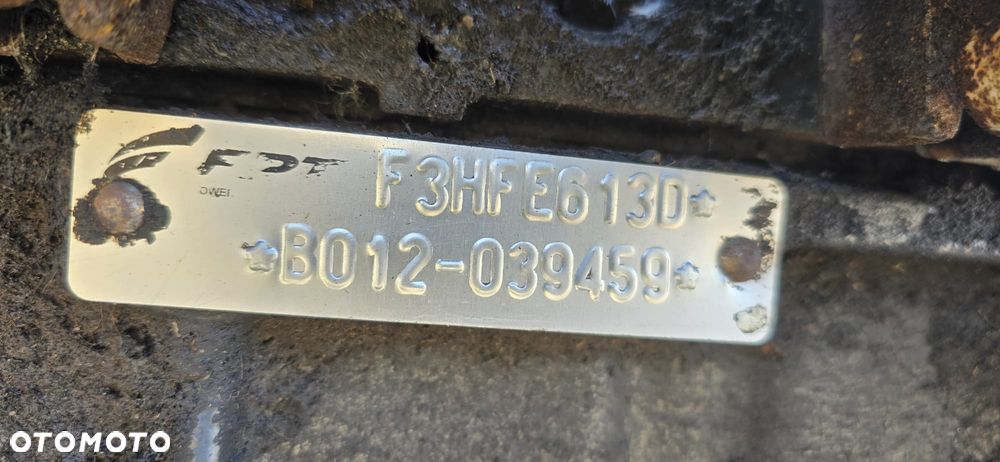 FPT F3HFE613D*
*B012-039459*
OTOMOTO